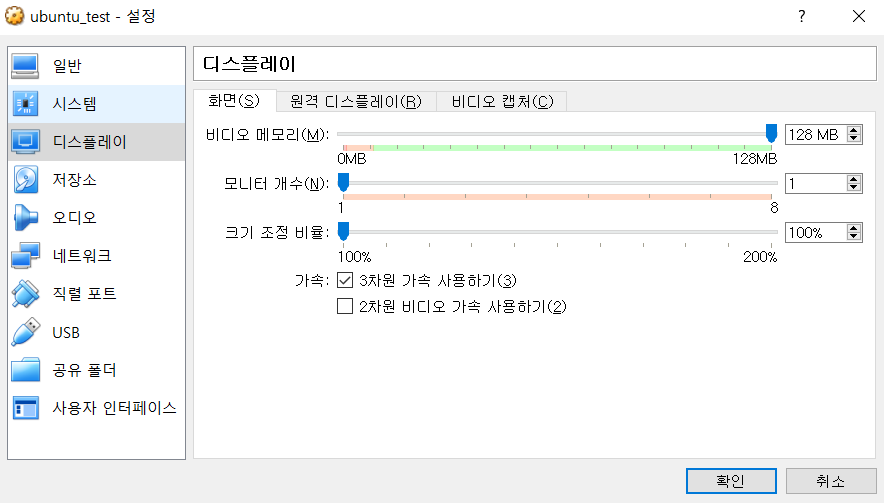 ubuntu_test - 설정
?
일반
시스템
디스플레이
저장소
오디오
네트워크
직렬 포트
USB
공유 폴더
사용자 인터페이스
디스플레이
화면(S) 원격 디스플레이(R) 비디오 캡처(C)
비디오 메모리(M): 128 MB
0MB 128MB
모니터 개수(N): 1
1 8
크기 조정 비율: 100%
100% 200%
가속: 3차원 가속 사용하기(3)
2차원 비디오 가속 사용하기(2)
확인 취소